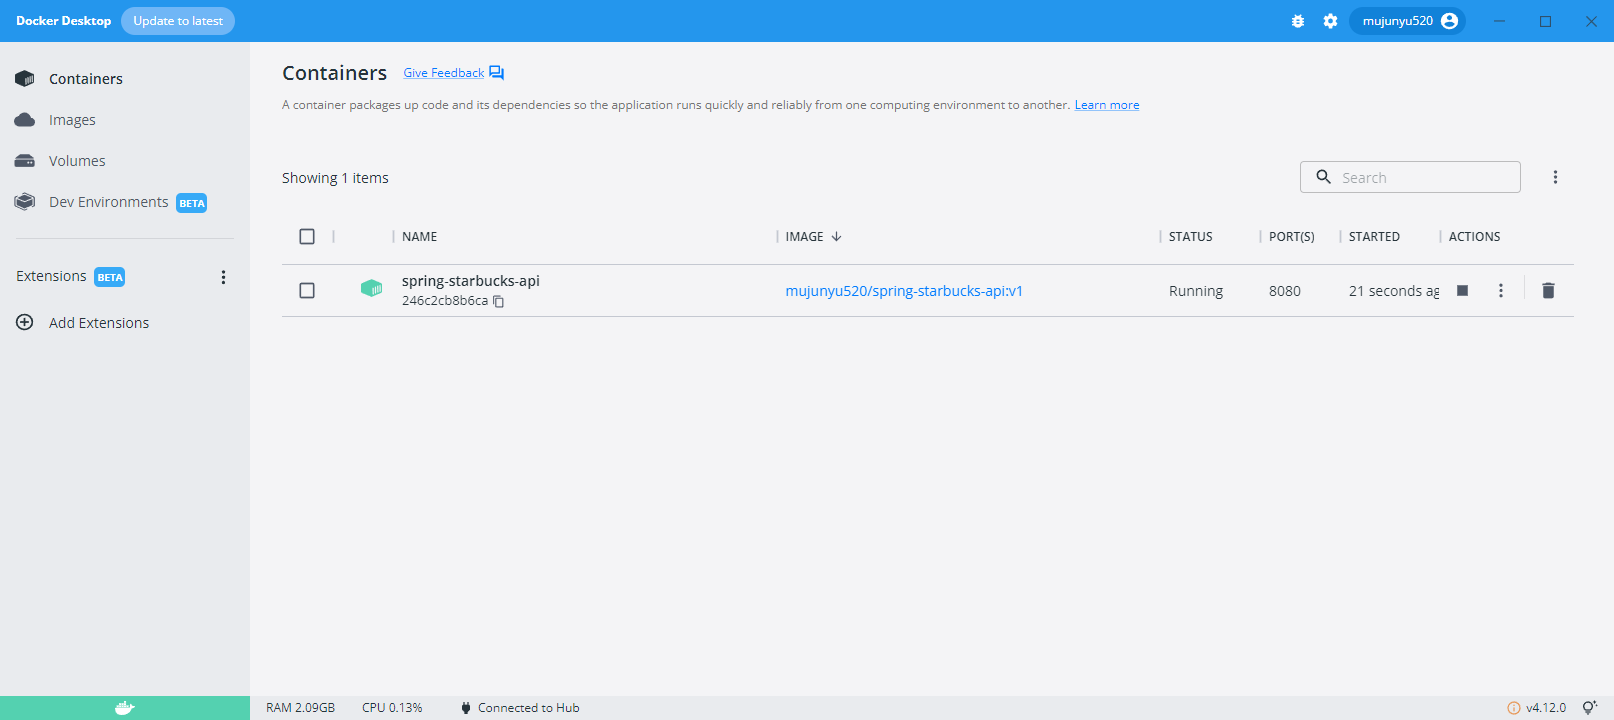 Docker Desktop Update to latest mujunyu520
Containers
Images
Volumes
Dev Environments BETA
Extensions BETA
Add Extensions
Containers Give Feedback
A container packages up code and its dependencies so the application runs quickly and reliably from one computing environment to another. Learn more
Showing 1 items Search
NAME IMAGE STATUS PORT(S) STARTED ACTIONS
spring-starbucks-api mujunyu520/spring-starbucks-api:v1 Running 8080 21 seconds ag
246c2cb8b6ca
RAM 2.09GB CPU 0.13% Connected to Hub v4.12.0